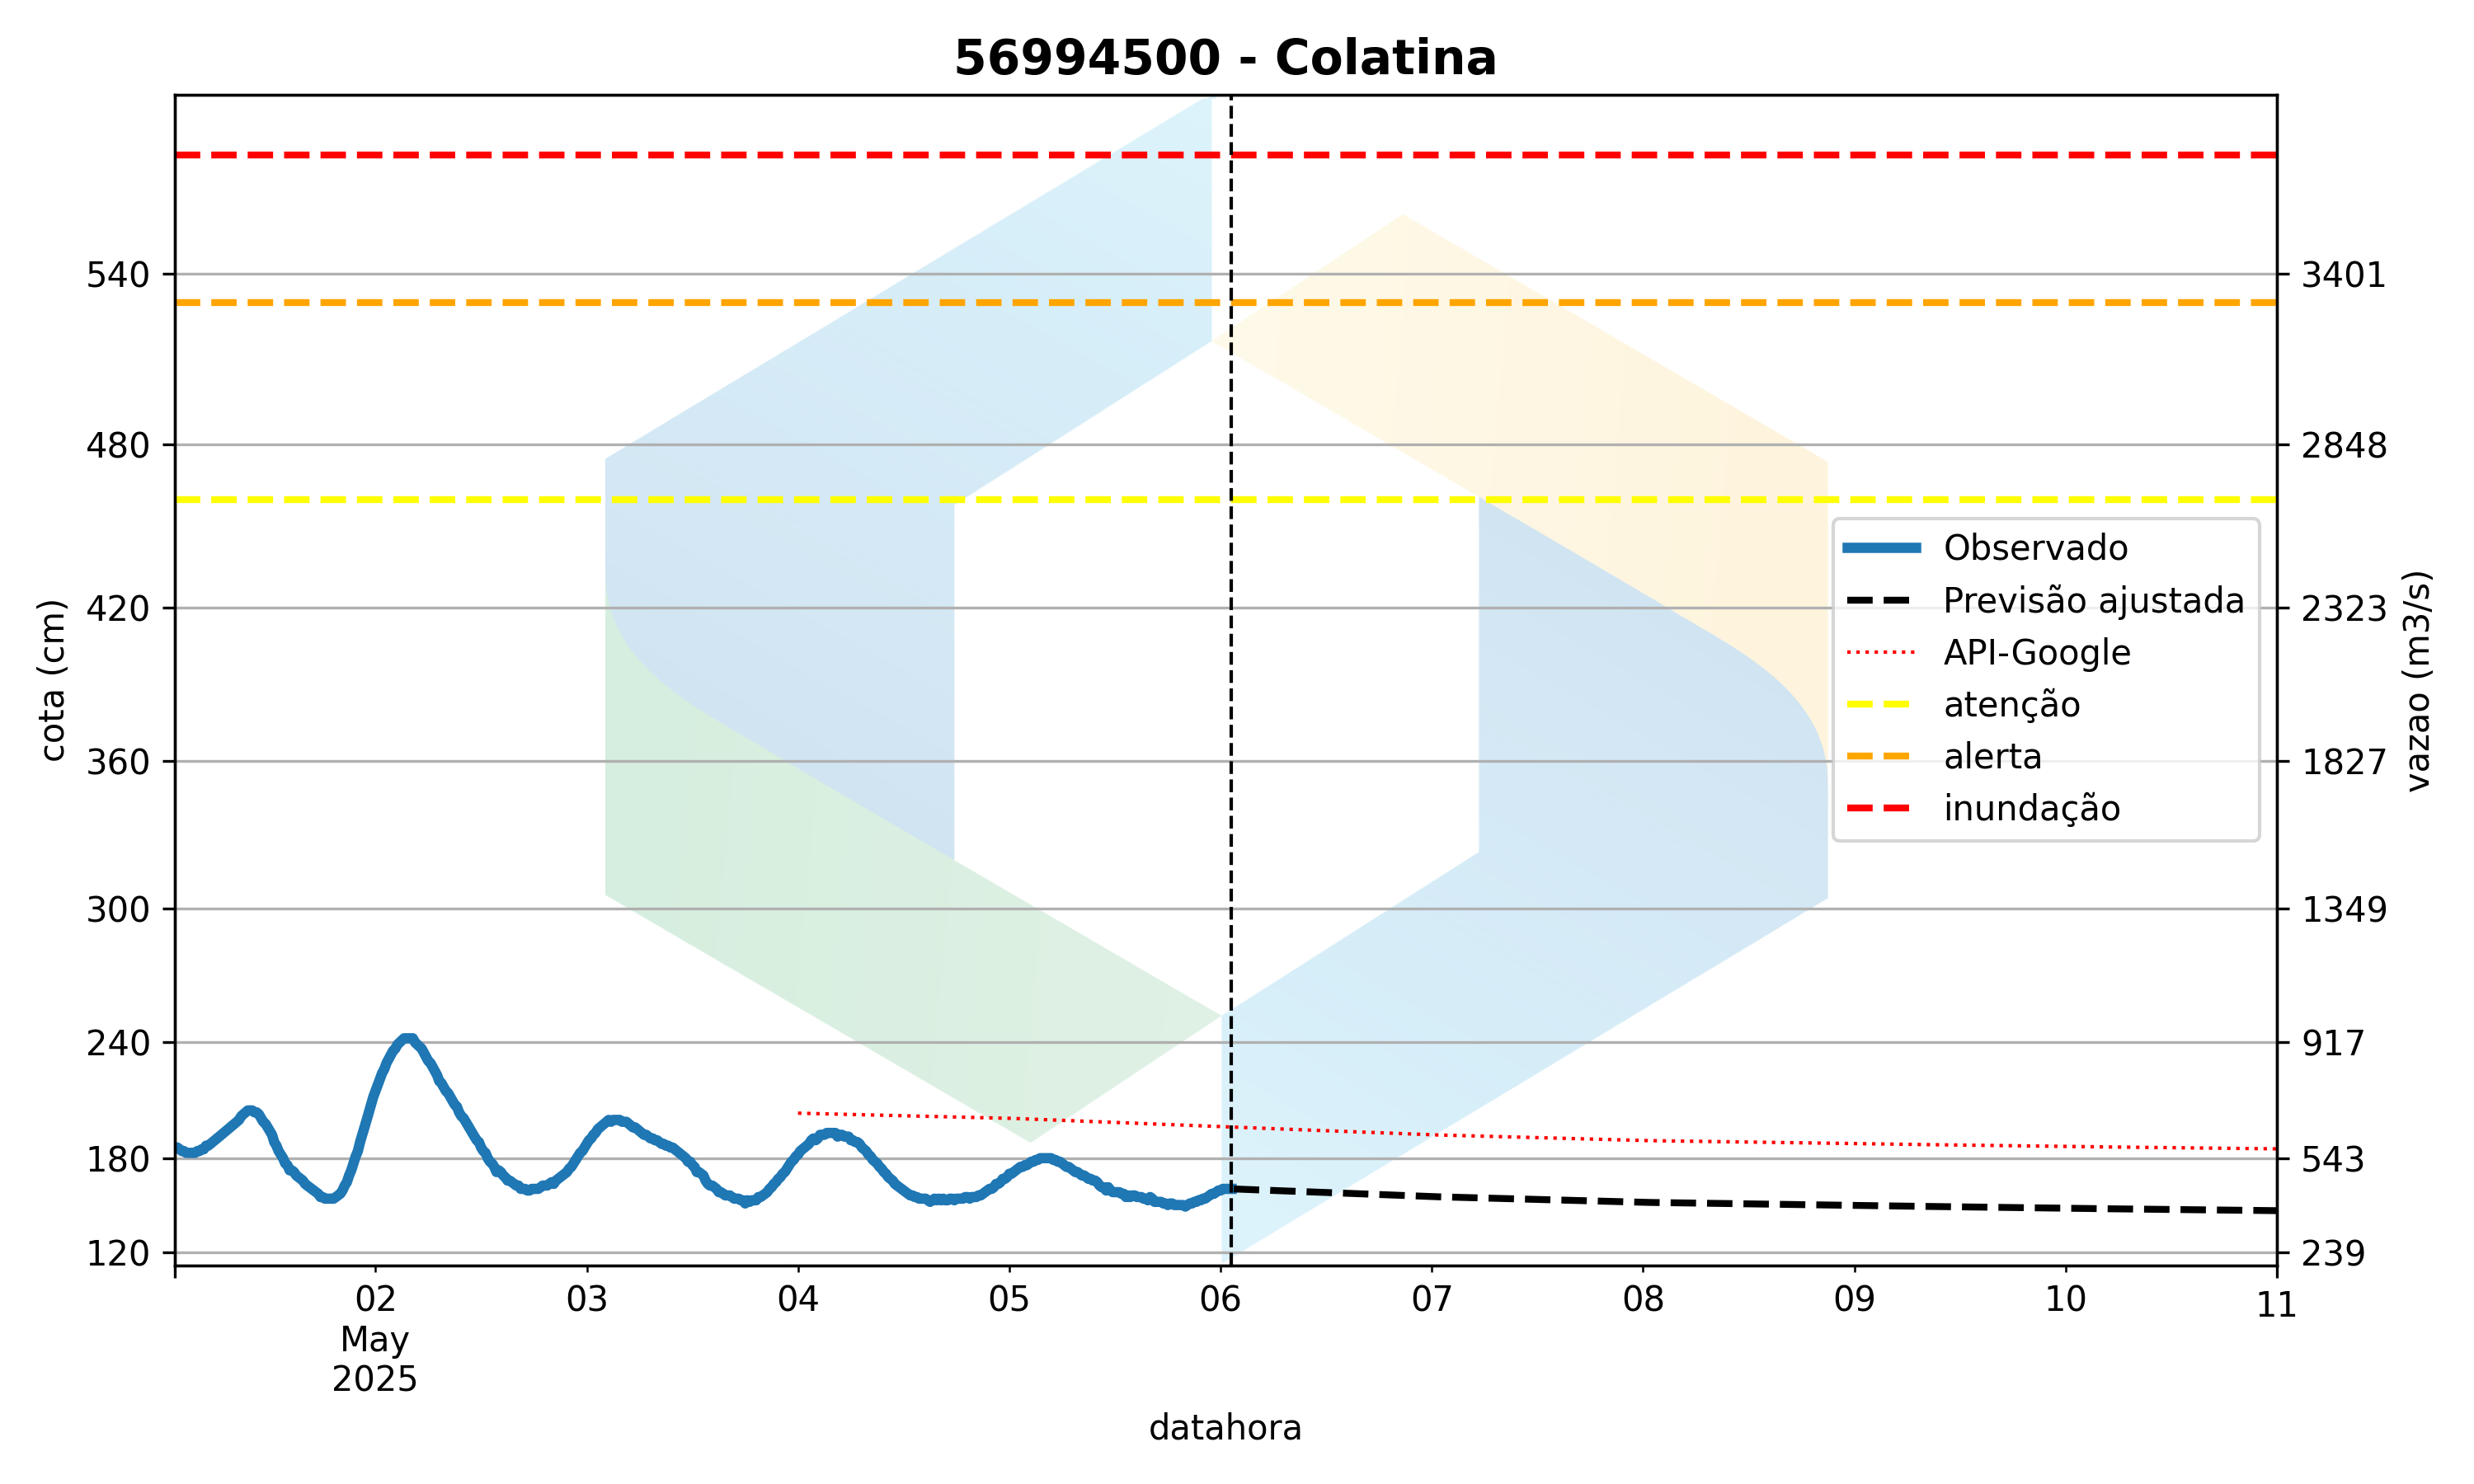 56994500 - Colatina
cota (cm)
540
480
420
360
300
240
180
120
3401
2848
2323
1827
1349
917
543
239
vazao (m3/s)
Observado
Previsão ajustada
API-Google
atenção
alerta
inundação
02 03 04 05 06 07 08 09 10 11
May
2025
datahora